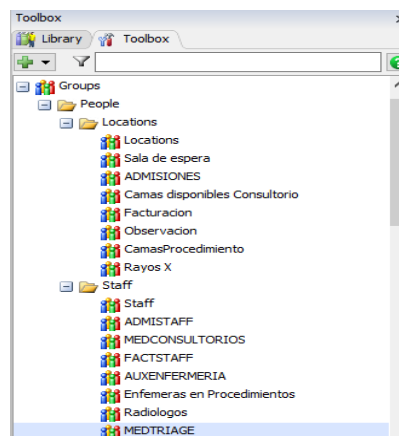 Toolbox
Library Toolbox
Groups
People
Locations
Locations
Sala de espera
ADMISIONES
Camas disponibles Consultorio
Facturacion
Observacion
CamasProcedimiento
Rayos X
Staff
Staff
ADMISTAFF
MEDCONSULTORIOS
FACTSTAFF
AUXENFERMERIA
Enfemeras en Procedimientos
Radiologos
MEDTRIAGE